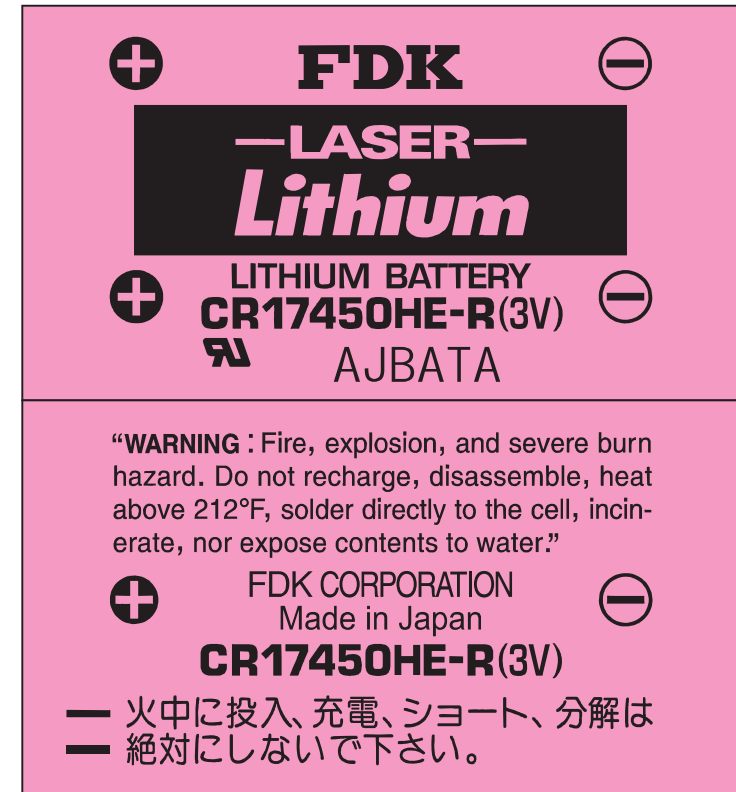 FDK
LASER
Lithium
LITHIUM BATTERY
CR17450HE-R(3V)
AJBATA
“WARNING : Fire, explosion, and severe burn
hazard. Do not recharge, disassemble, heat
above 212°F, solder directly to the cell, incin-
erate, nor expose contents to water.”
FDK CORPORATION
Made in Japan
CR17450HE-R(3V)
火中に投入、充電、ショート、分解は
絶対にしないで下さい。